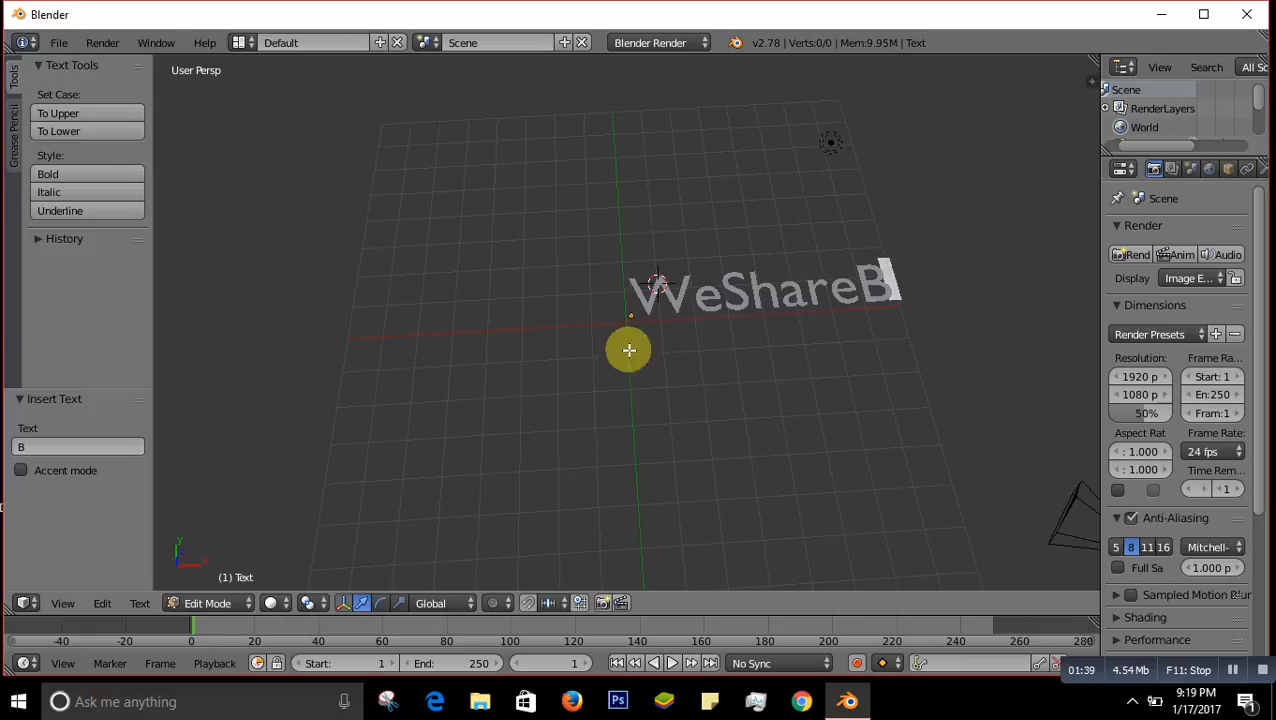 Blender
File Render Window Help Default Scene Blender Render v2.78 | Verts:0/0 | Mem:9.95M | Text
Tools
Grease Pencil
Text Tools
Set Case:
To Upper
To Lower
Style:
Bold
Italic
Underline
History
Insert Text
Text
B
Accent mode
User Persp
WeShareB
y
x
(1) Text
View Search All Sc
Scene
RenderLayers
World
Scene
Render
Rend Anim Audio
Display Image E...
Dimensions
Render Presets
Resolution: Frame Ra...
1920 p Start: 1
1080 p En:250
50% Fram:1
Aspect Rat Frame Rate:
: 1.000 24 fps
: 1.000 Time Rem...
1
Anti-Aliasing
5 8 11 16 Mitchell-
Full Sa 1.000 p
Sampled Motion Blur
Shading
Performance
View Edit Text Edit Mode Global
-40 -20 0 20 40 60 80 100 120 140 160 180 200 220 240 260 280
View Marker Frame Playback Start: 1 End: 250 1 No Sync
01:39 4.54 Mb F11: Stop
Ask me anything
Ps
9:19 PM
1/17/2017
1